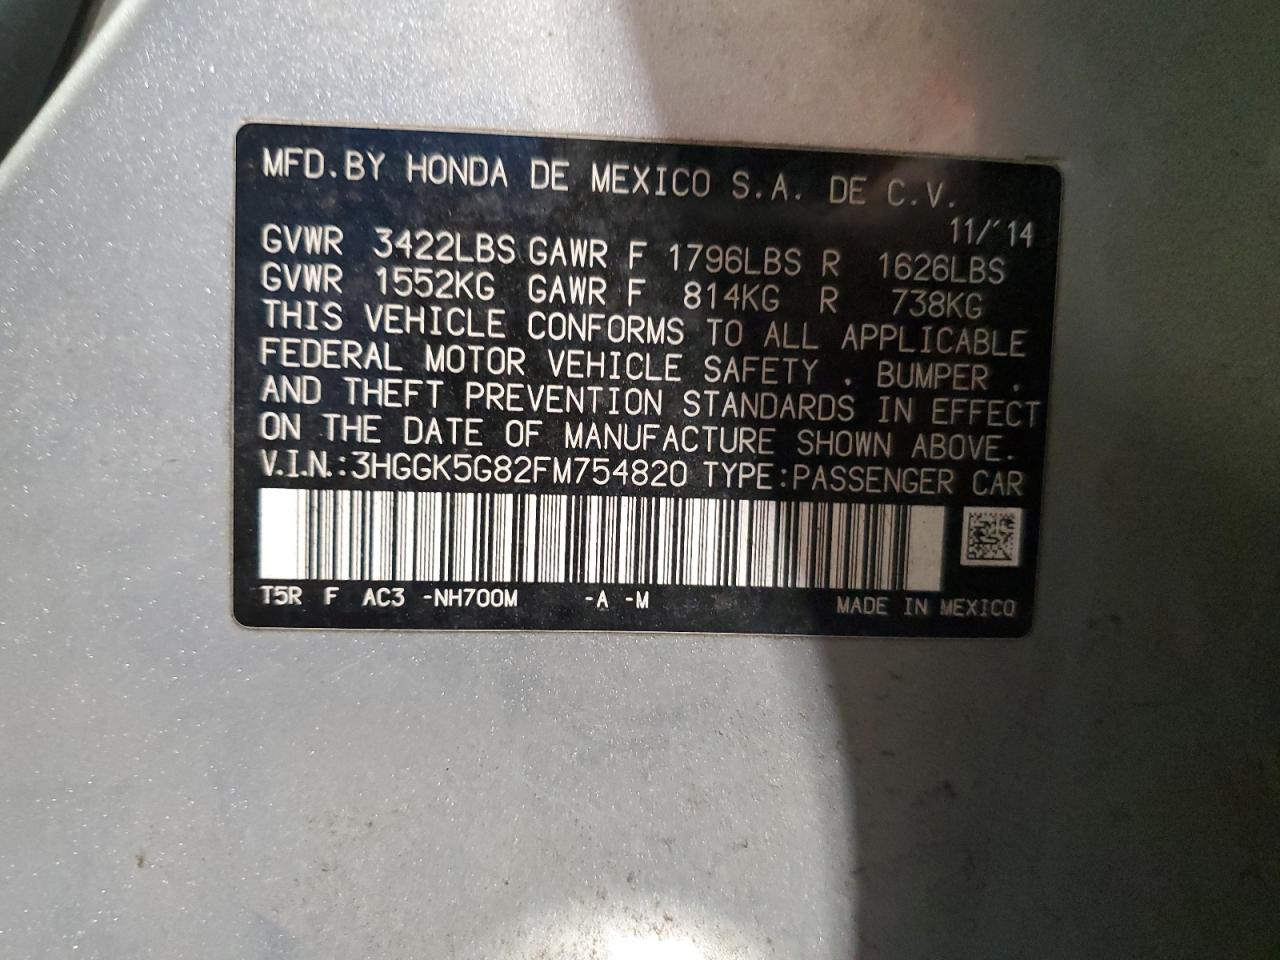 MFD.BY HONDA DE MEXICO S.A. DE C.V.
11/'14
GVWR 3422LBS GAWR F 1796LBS R 1626LBS
GVWR 1552KG GAWR F 814KG R 738KG
THIS VEHICLE CONFORMS TO ALL APPLICABLE
FEDERAL MOTOR VEHICLE SAFETY , BUMPER ,
AND THEFT PREVENTION STANDARDS IN EFFECT
ON THE DATE OF MANUFACTURE SHOWN ABOVE.
V.I.N.:3HGGK5G82FM754820 TYPE:PASSENGER CAR
T5R F AC3 -NH700M -A -M MADE IN MEXICO